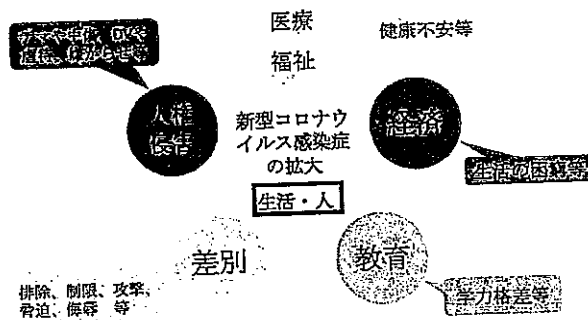 医療
福祉
健康不安等
人権
侵害
新型コロナウ
イルス感染症
の拡大
経済
生活の困窮等
生活・人
差別
教育
学力格差等
排除、制限、攻撃、
脅迫、侮辱 等